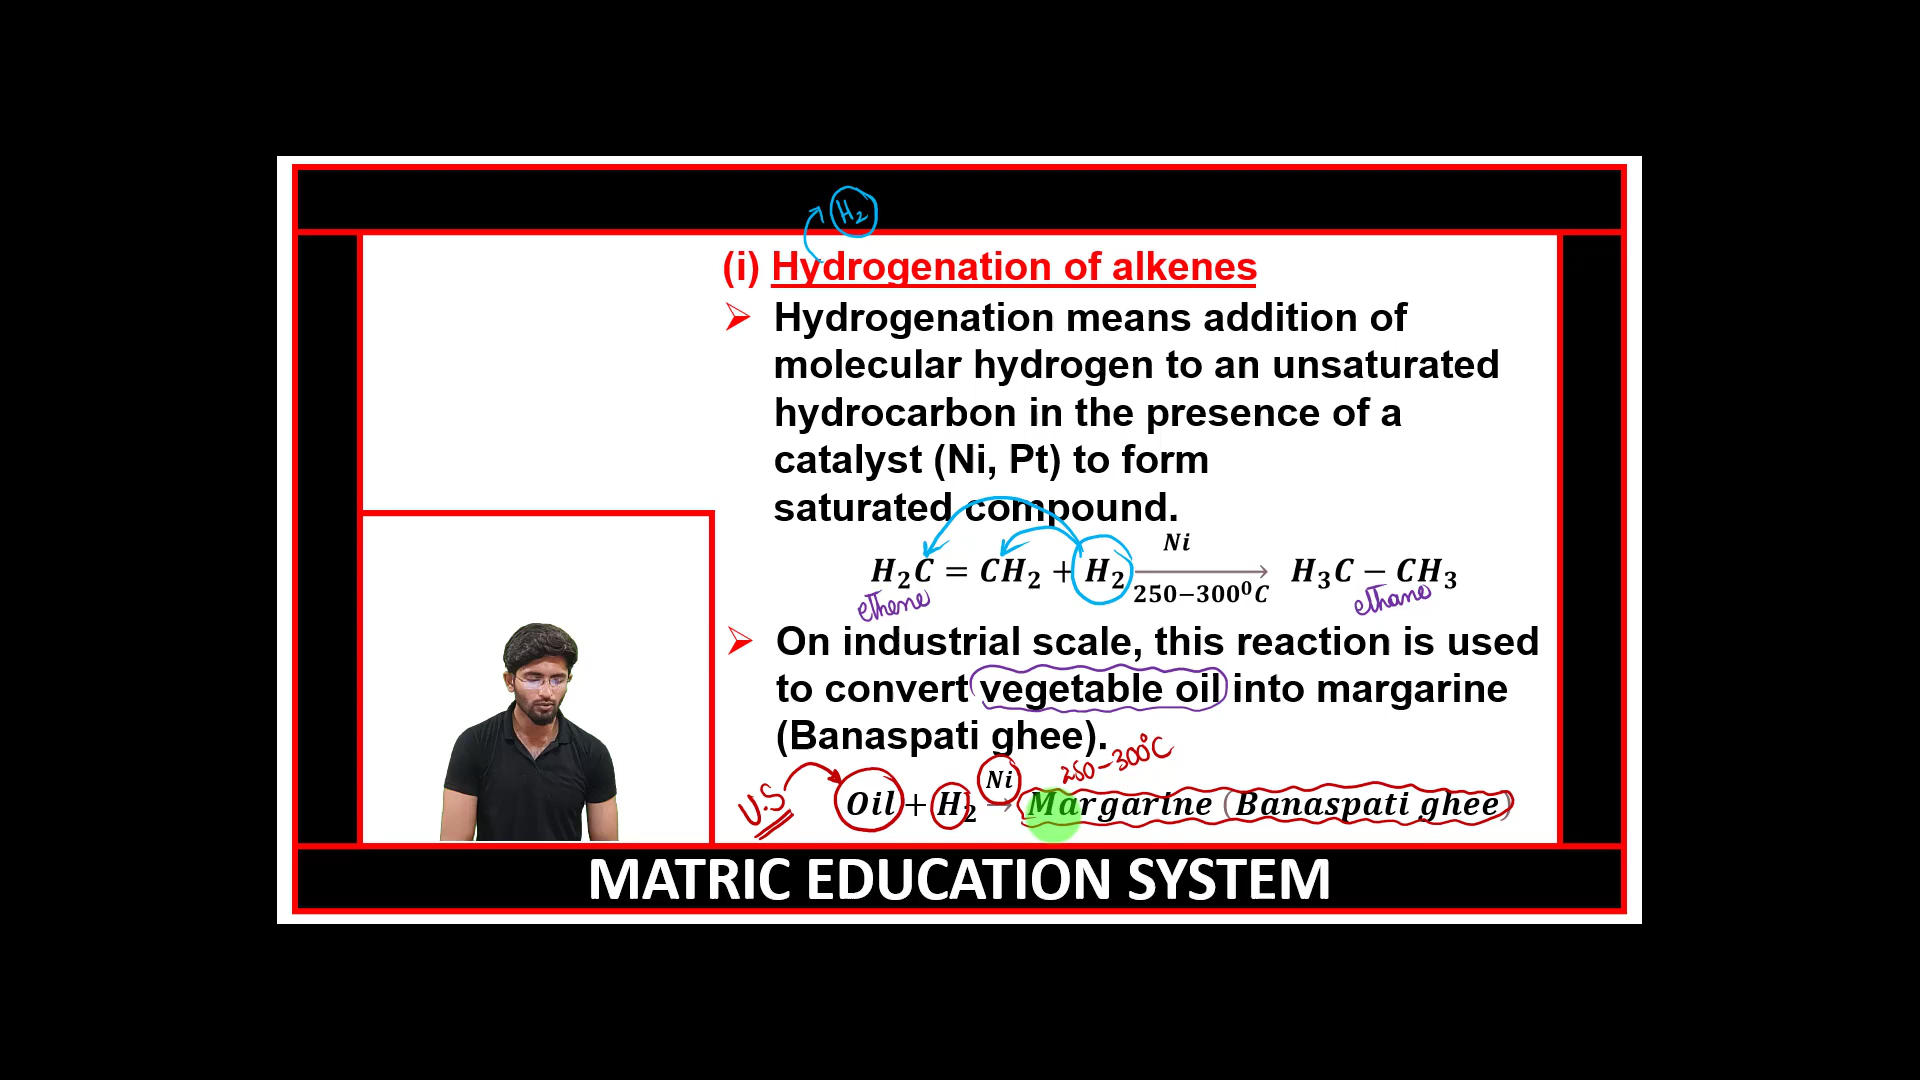 H₂
(i) Hydrogenation of alkenes
➢ Hydrogenation means addition of
molecular hydrogen to an unsaturated
hydrocarbon in the presence of a
catalyst (Ni, Pt) to form
saturated compound.
Ni
H₂C = CH₂ + H₂ → H₃C − CH₃
250−300⁰C
ethene ethane
➢ On industrial scale, this reaction is used
to convert vegetable oil into margarine
(Banaspati ghee).
250-300°C
Ni
U.S Oil + H₂ → Margarine (Banaspati ghee)
MATRIC EDUCATION SYSTEM